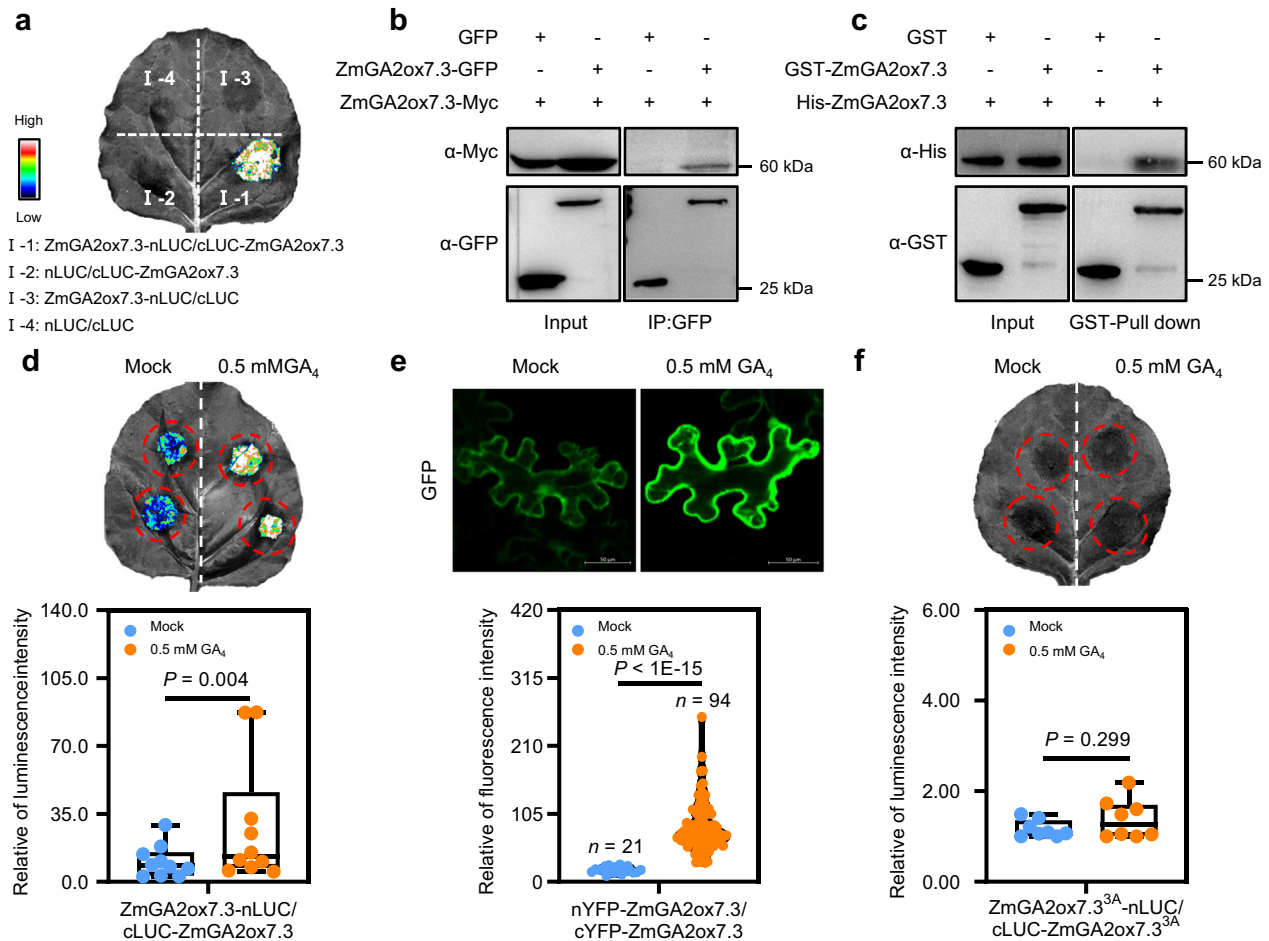 a
I -4
I -3
High
Low
I -2
I -1
I -1: ZmGA2ox7.3-nLUC/cLUC-ZmGA2ox7.3
I -2: nLUC/cLUC-ZmGA2ox7.3
I -3: ZmGA2ox7.3-nLUC/cLUC
I -4: nLUC/cLUC
b
GFP + - + -
ZmGA2ox7.3-GFP - + - +
ZmGA2ox7.3-Myc + + + +
α-Myc
60 kDa
α-GFP
25 kDa
Input IP:GFP
c
GST + - + -
GST-ZmGA2ox7.3 - + - +
His-ZmGA2ox7.3 + + + +
α-His
60 kDa
α-GST
25 kDa
Input GST-Pull down
d
Mock 0.5 mMGA4
Relative of luminescenceintensity
140.0
105.0
70.0
35.0
0.0
Mock
0.5 mM GA4
P = 0.004
ZmGA2ox7.3-nLUC/
cLUC-ZmGA2ox7.3
e
Mock 0.5 mM GA4
GFP
50 µm
50 µm
Relative of fluorescence intensity
420
315
210
105
0
Mock
0.5 mM GA4
P < 1E-15
n = 94
n = 21
nYFP-ZmGA2ox7.3/
cYFP-ZmGA2ox7.3
f
Mock 0.5 mM GA4
Relative of luminescence intensity
6.00
4.00
2.00
0.00
Mock
0.5 mM GA4
P = 0.299
ZmGA2ox7.3³ᴬ-nLUC/
cLUC-ZmGA2ox7.3³ᴬ